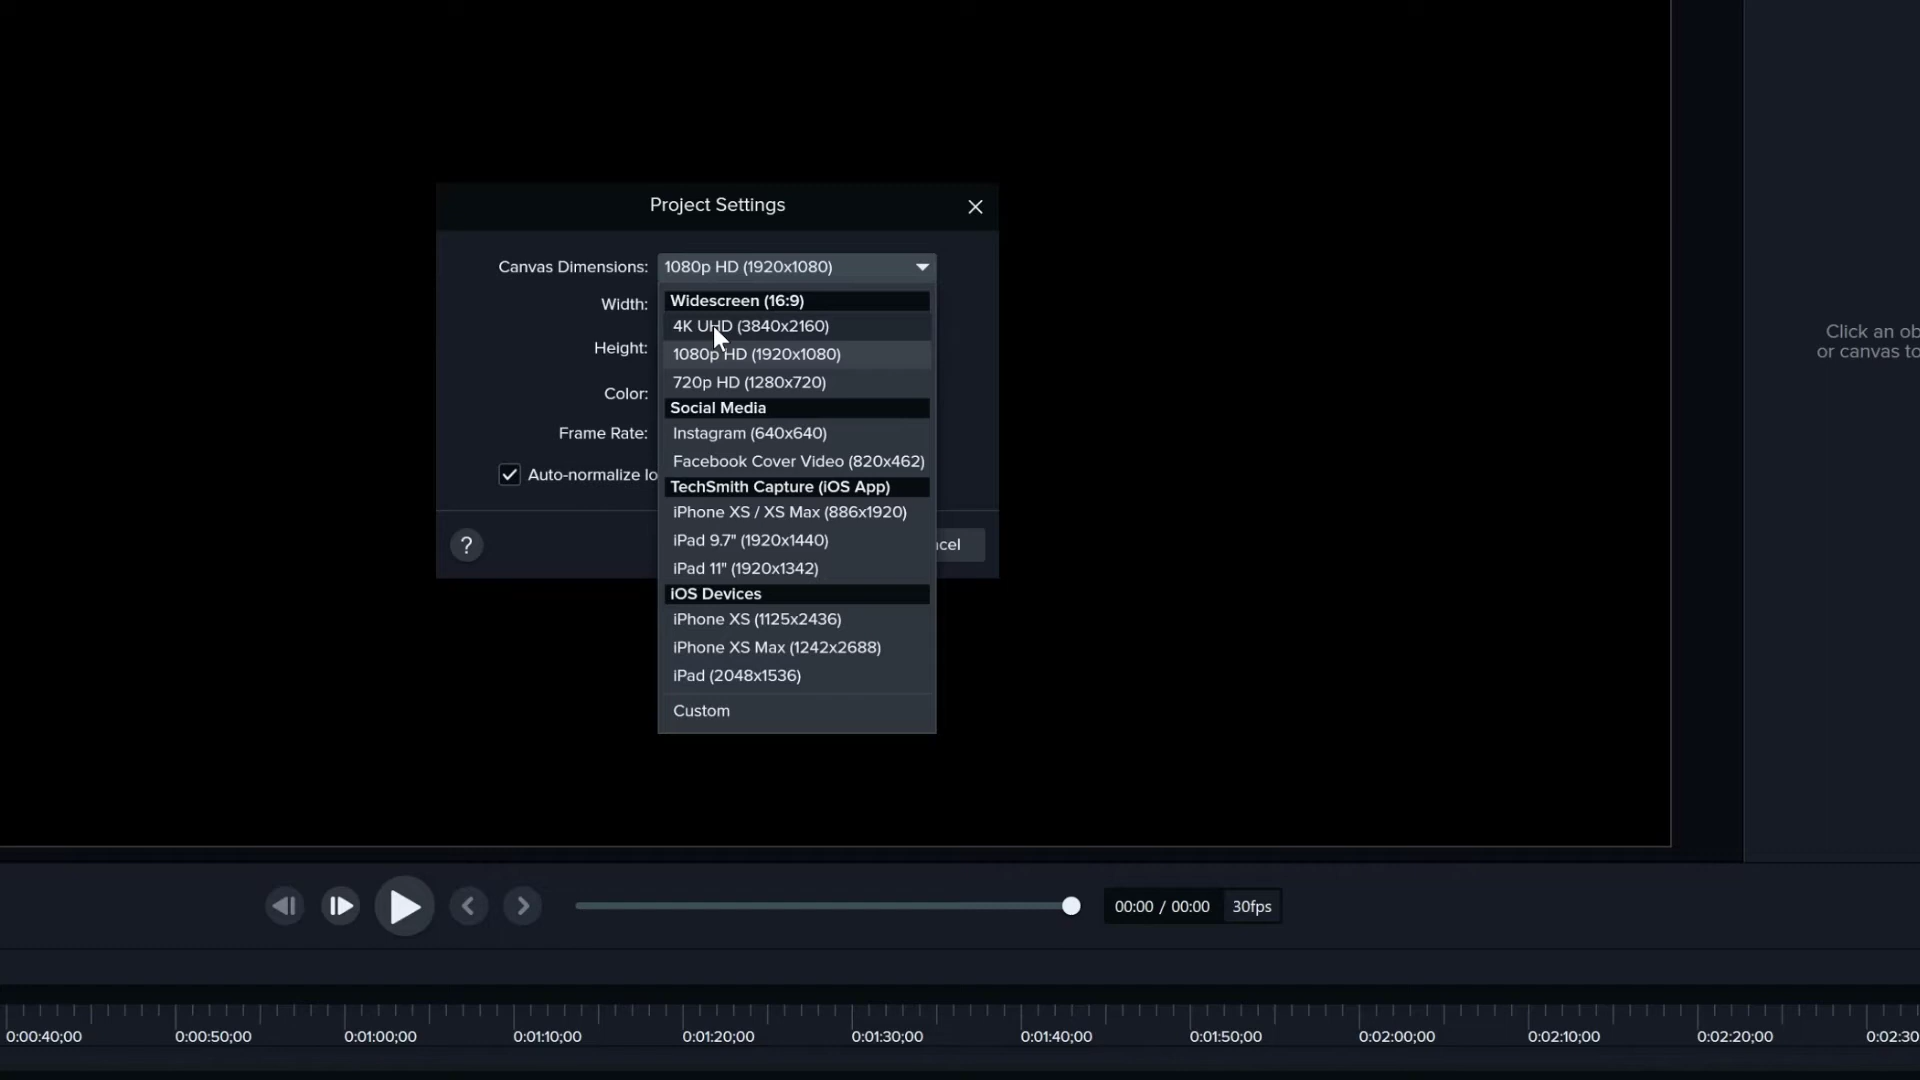 Project Settings
Canvas Dimensions: 1080p HD (1920x1080)
Width:
Height:
Color:
Frame Rate:
Auto-normalize lo
Widescreen (16:9)
4K UHD (3840x2160)
1080p HD (1920x1080)
720p HD (1280x720)
Social Media
Instagram (640x640)
Facebook Cover Video (820x462)
TechSmith Capture (iOS App)
iPhone XS / XS Max (886x1920)
iPad 9.7" (1920x1440)
iPad 11" (1920x1342)
iOS Devices
iPhone XS (1125x2436)
iPhone XS Max (1242x2688)
iPad (2048x1536)
Custom
?
ncel
Click an ob
or canvas to
00:00 / 00:00 30fps
0:00:40;00 0:00:50;00 0:01:00;00 0:01:10;00 0:01:20;00 0:01:30;00 0:01:40;00 0:01:50;00 0:02:00;00 0:02:10;00 0:02:20;00 0:02:30